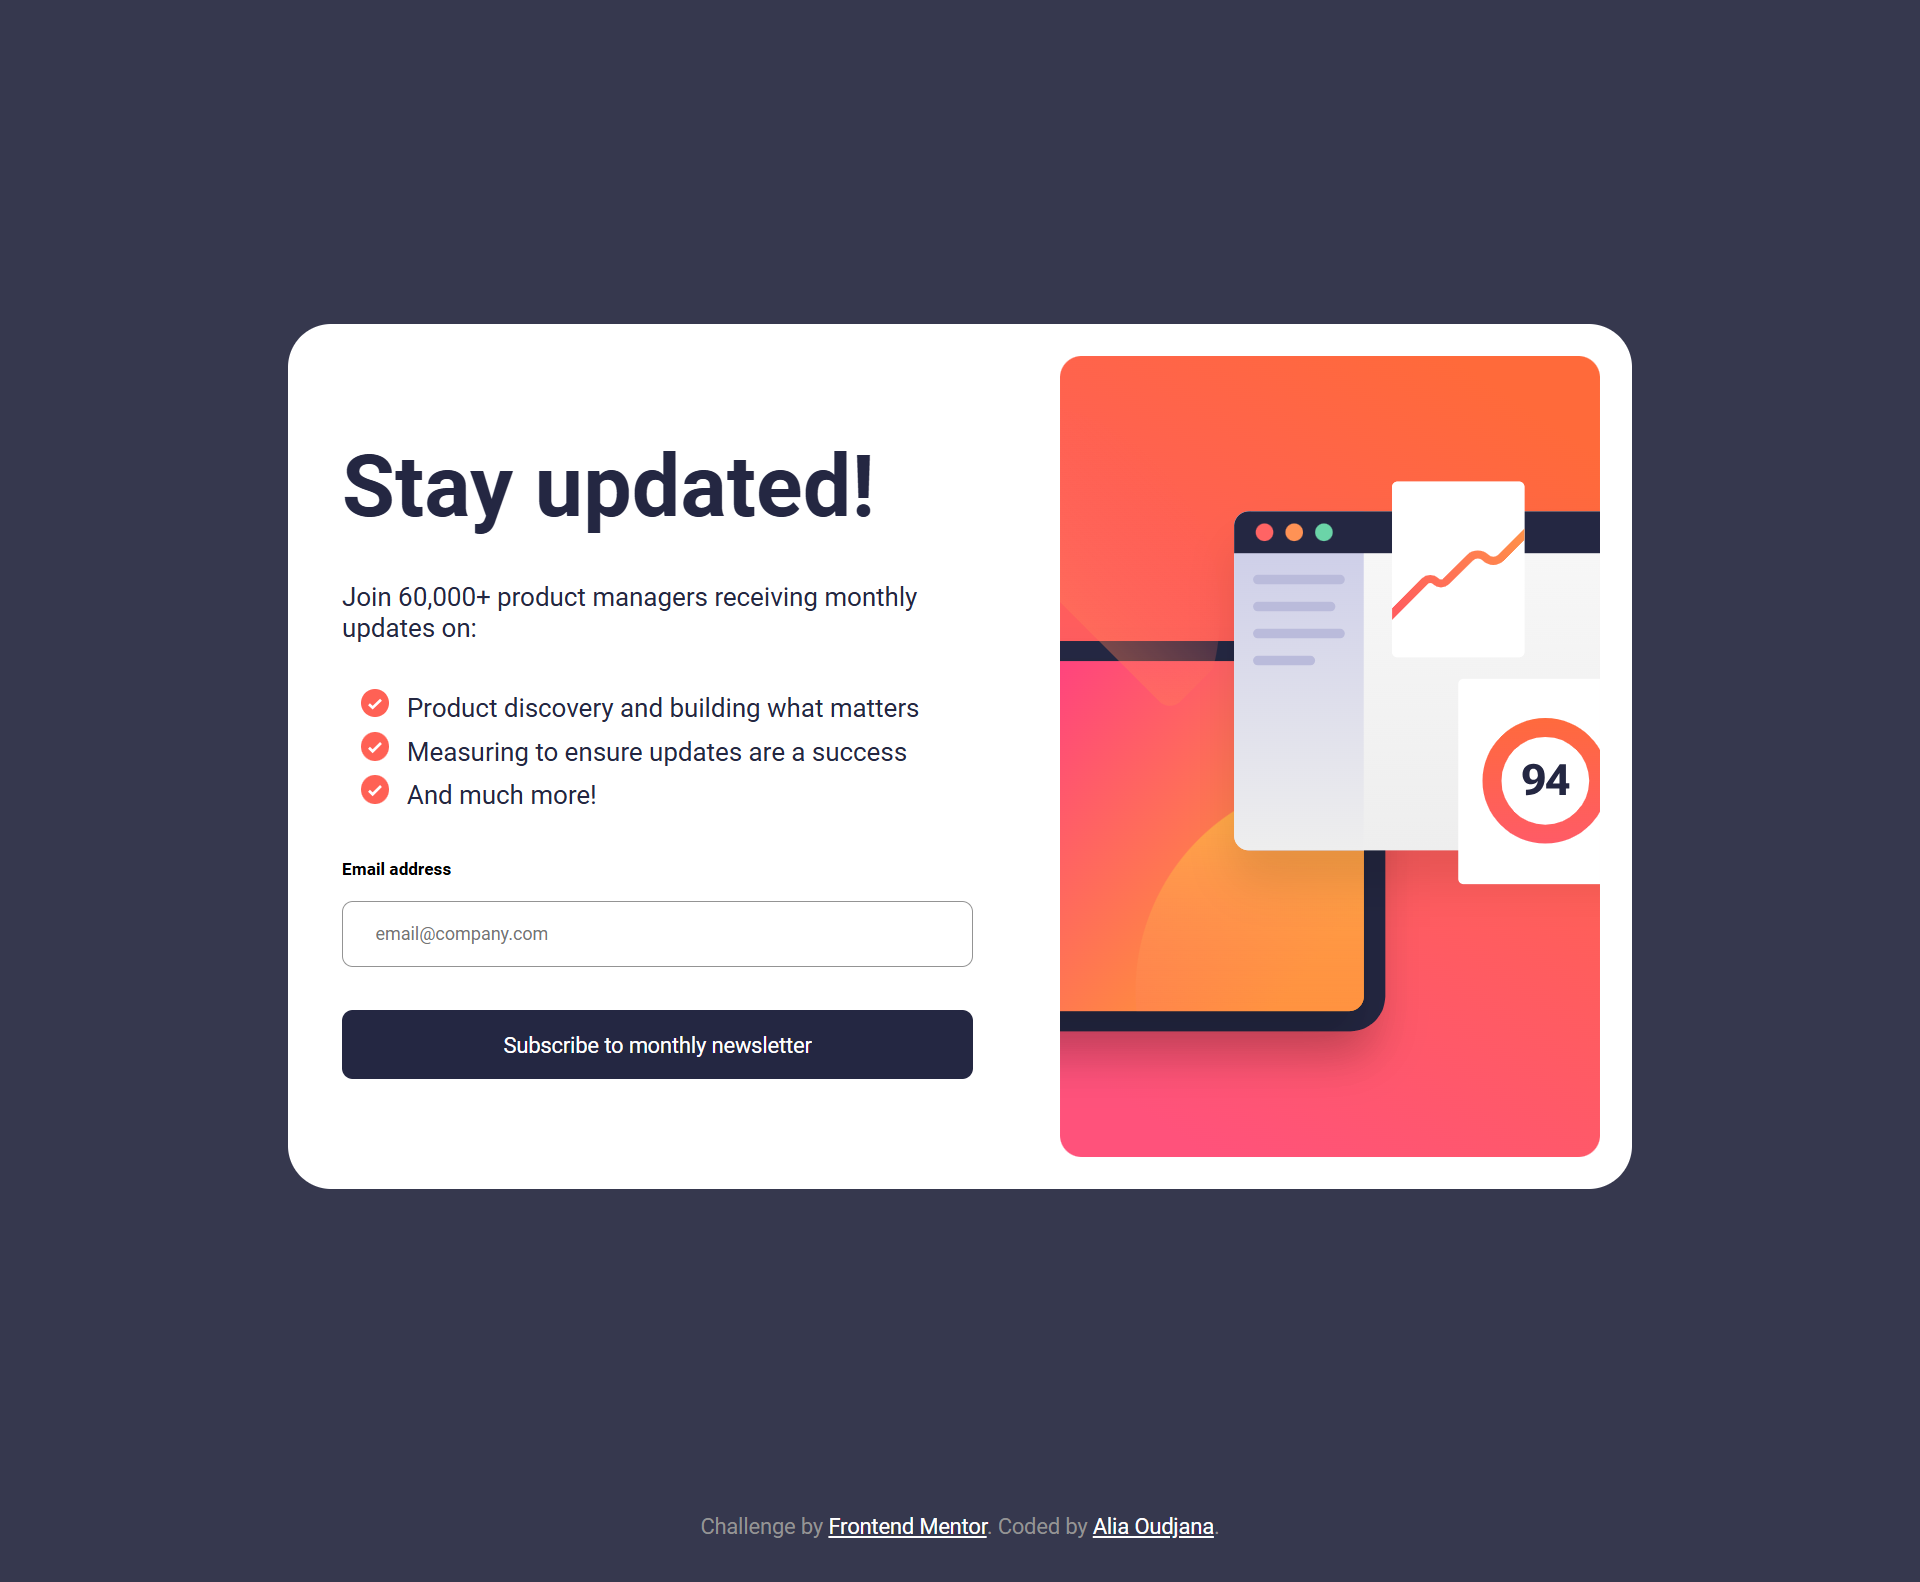 Stay updated!
Join 60,000+ product managers receiving monthly
updates on:
Product discovery and building what matters
Measuring to ensure updates are a success
And much more!
Email address
email@company.com
Subscribe to monthly newsletter
94
Challenge by Frontend Mentor. Coded by Alia Oudjana.